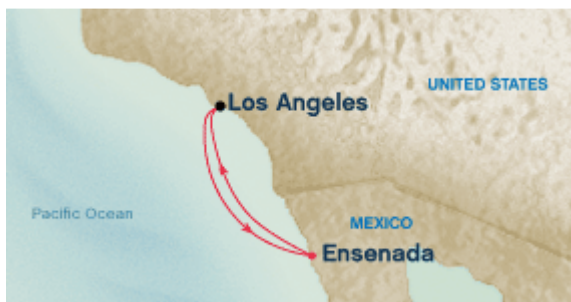 UNITED STATES
Los Angeles
Pacific Ocean
MEXICO
Ensenada